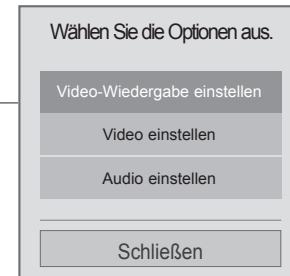 Wählen Sie die Optionen aus.
Video-Wiedergabe einstellen
Video einstellen
Audio einstellen
Schließen